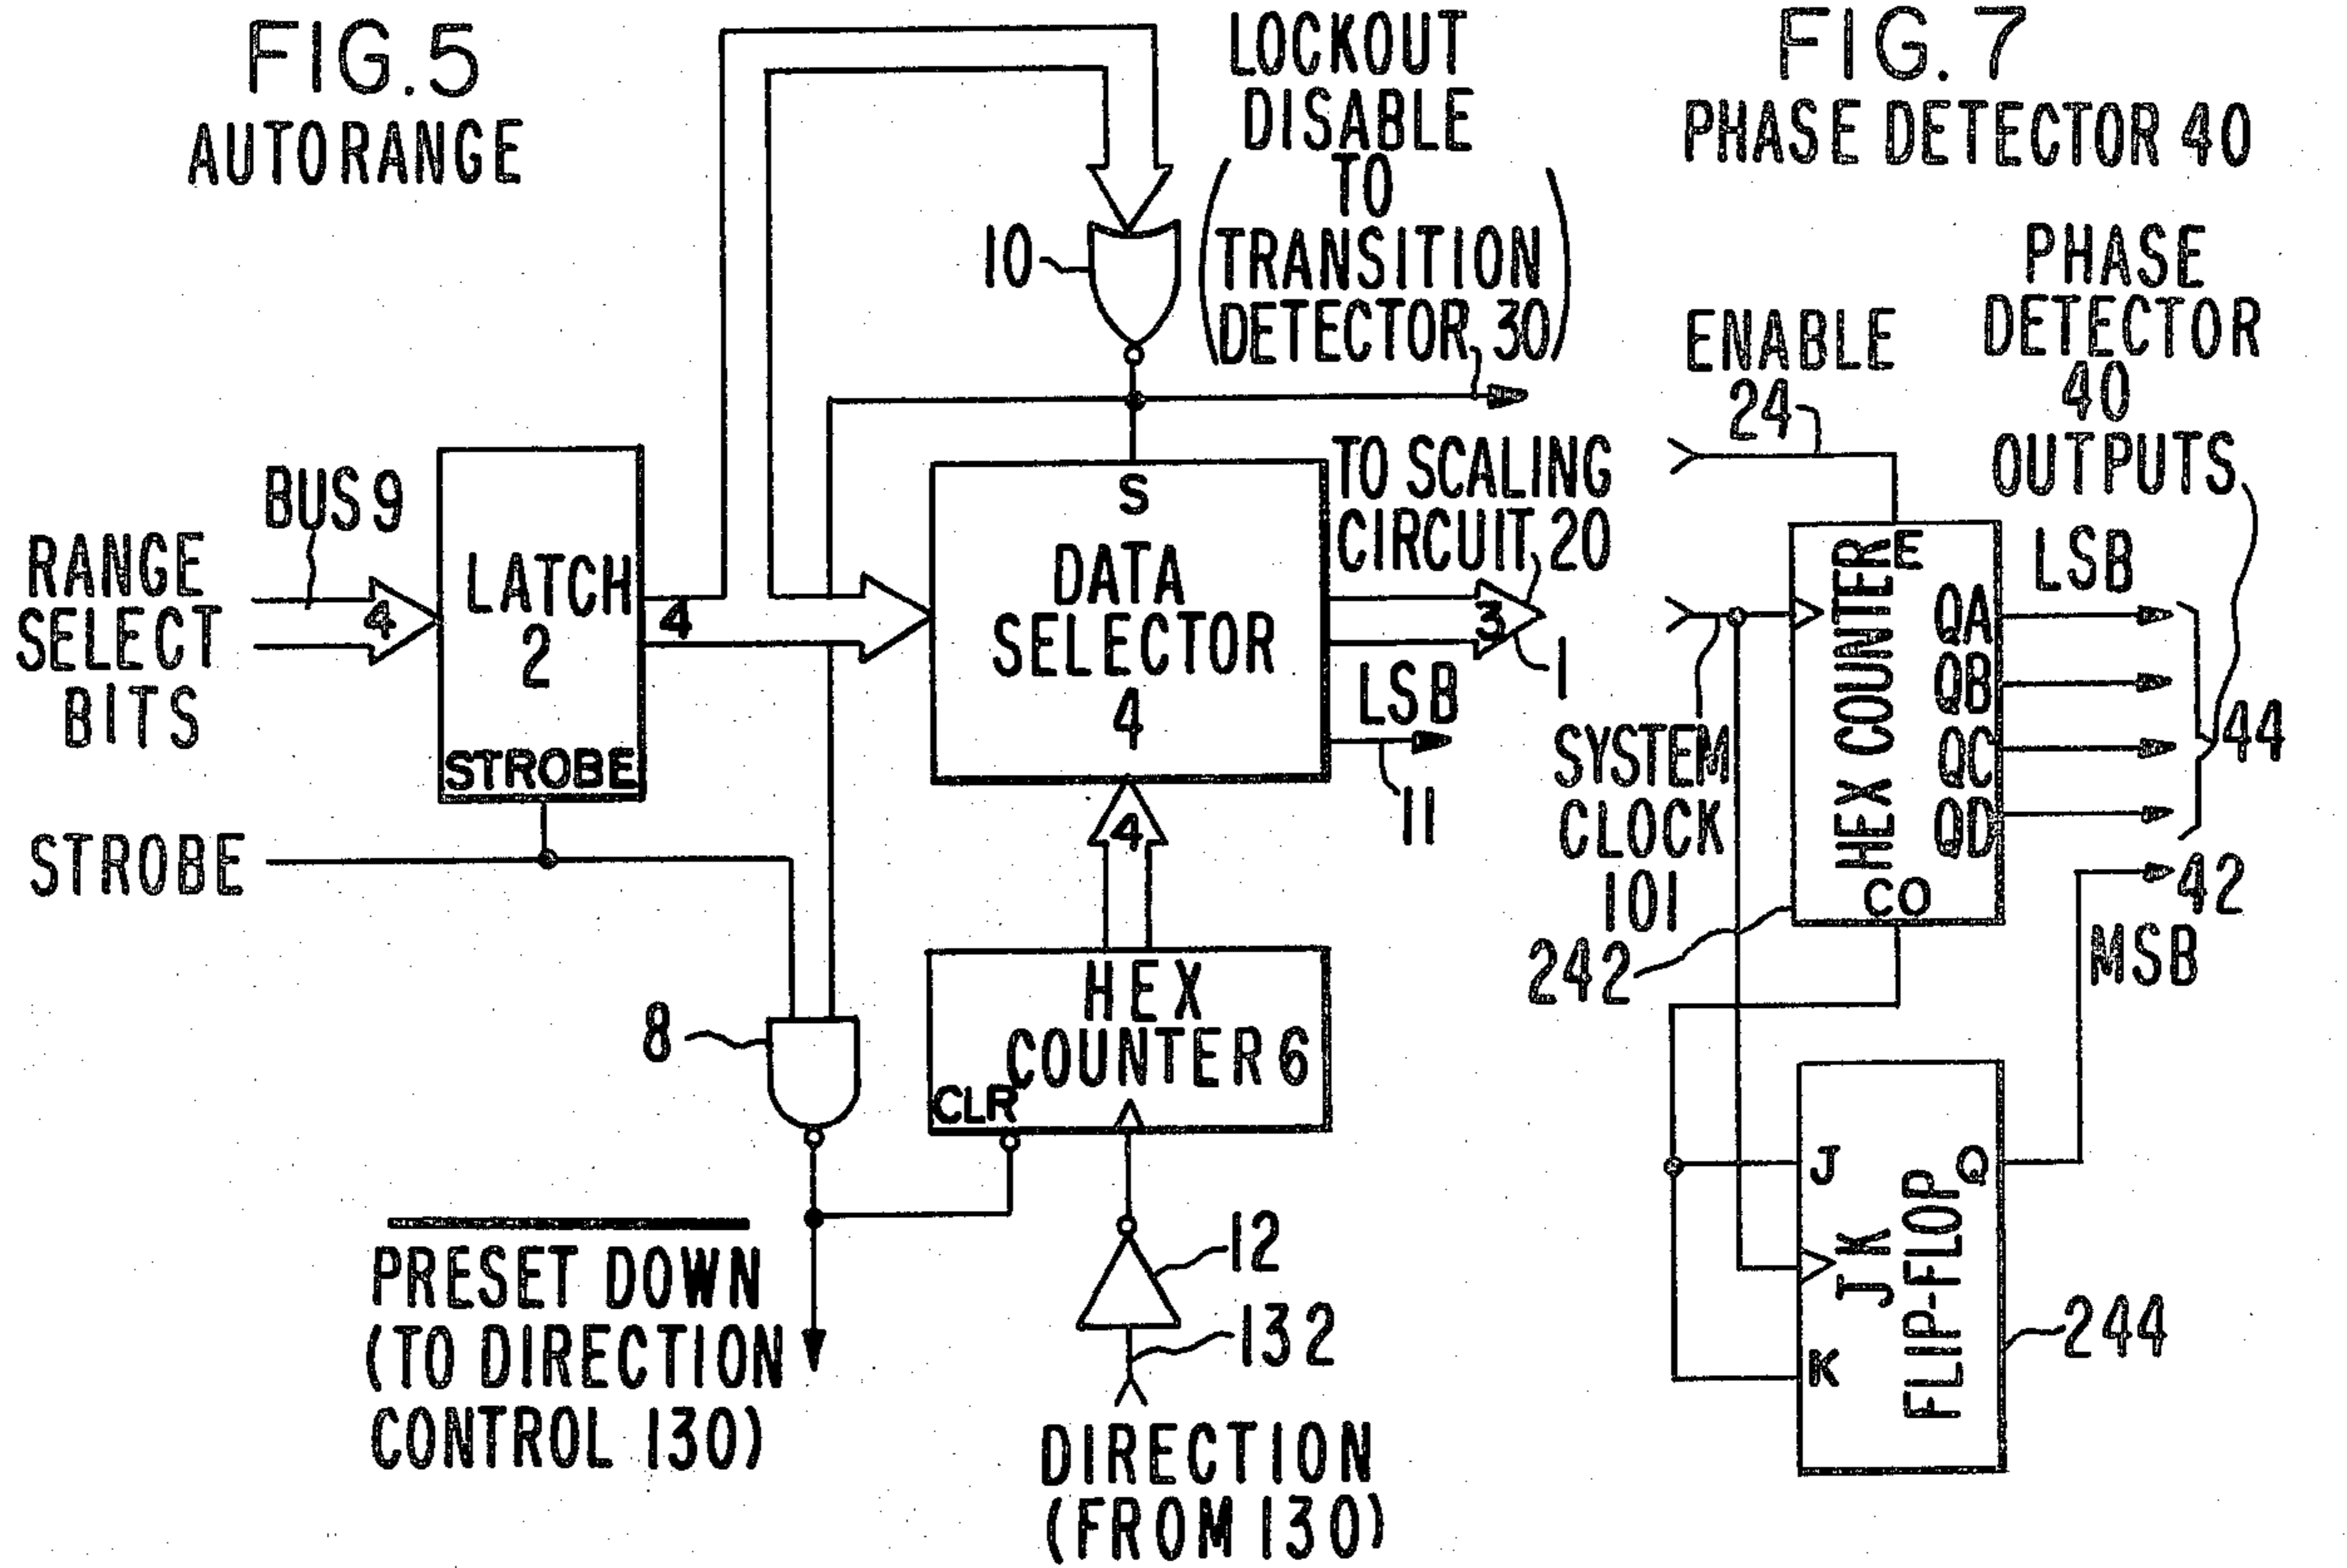 FIG. 5
AUTORANGE
LOCKOUT
DISABLE
TO
(TRANSITION
DETECTOR 30)
10
BUS 9
RANGE
SELECT
BITS
4
LATCH
2
STROBE
4
S
DATA
SELECTOR
4
TO SCALING
CIRCUIT 20
3
1
LSB
11
STROBE
4
8
HEX
COUNTER 6
CLR
12
132
PRESET DOWN
(TO DIRECTION
CONTROL 130)
DIRECTION
(FROM 130)
FIG. 7
PHASE DETECTOR 40
PHASE
DETECTOR
40
OUTPUTS
ENABLE
24
E
HEX COUNTER
LSB
QA
QB
QC
QD
CO
44
SYSTEM
CLOCK
101
242
42
MSB
J
Q
K
JK
FLIP-FLOP
244